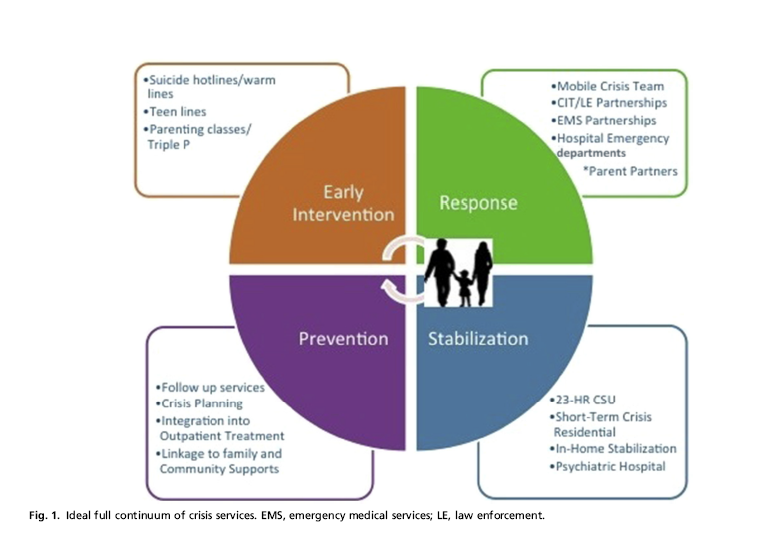 •Suicide hotlines/warm
lines
•Teen lines
•Parenting classes/
Triple P
•Mobile Crisis Team
•CIT/LE Partnerships
•EMS Partnerships
•Hospital Emergency
departments
*Parent Partners
Early
Intervention
Response
Prevention
Stabilization
•Follow up services
•Crisis Planning
•Integration into
Outpatient Treatment
•Linkage to family and
Community Supports
•23-HR CSU
•Short-Term Crisis
Residential
•In-Home Stabilization
•Psychiatric Hospital
Fig. 1. Ideal full continuum of crisis services. EMS, emergency medical services; LE, law enforcement.